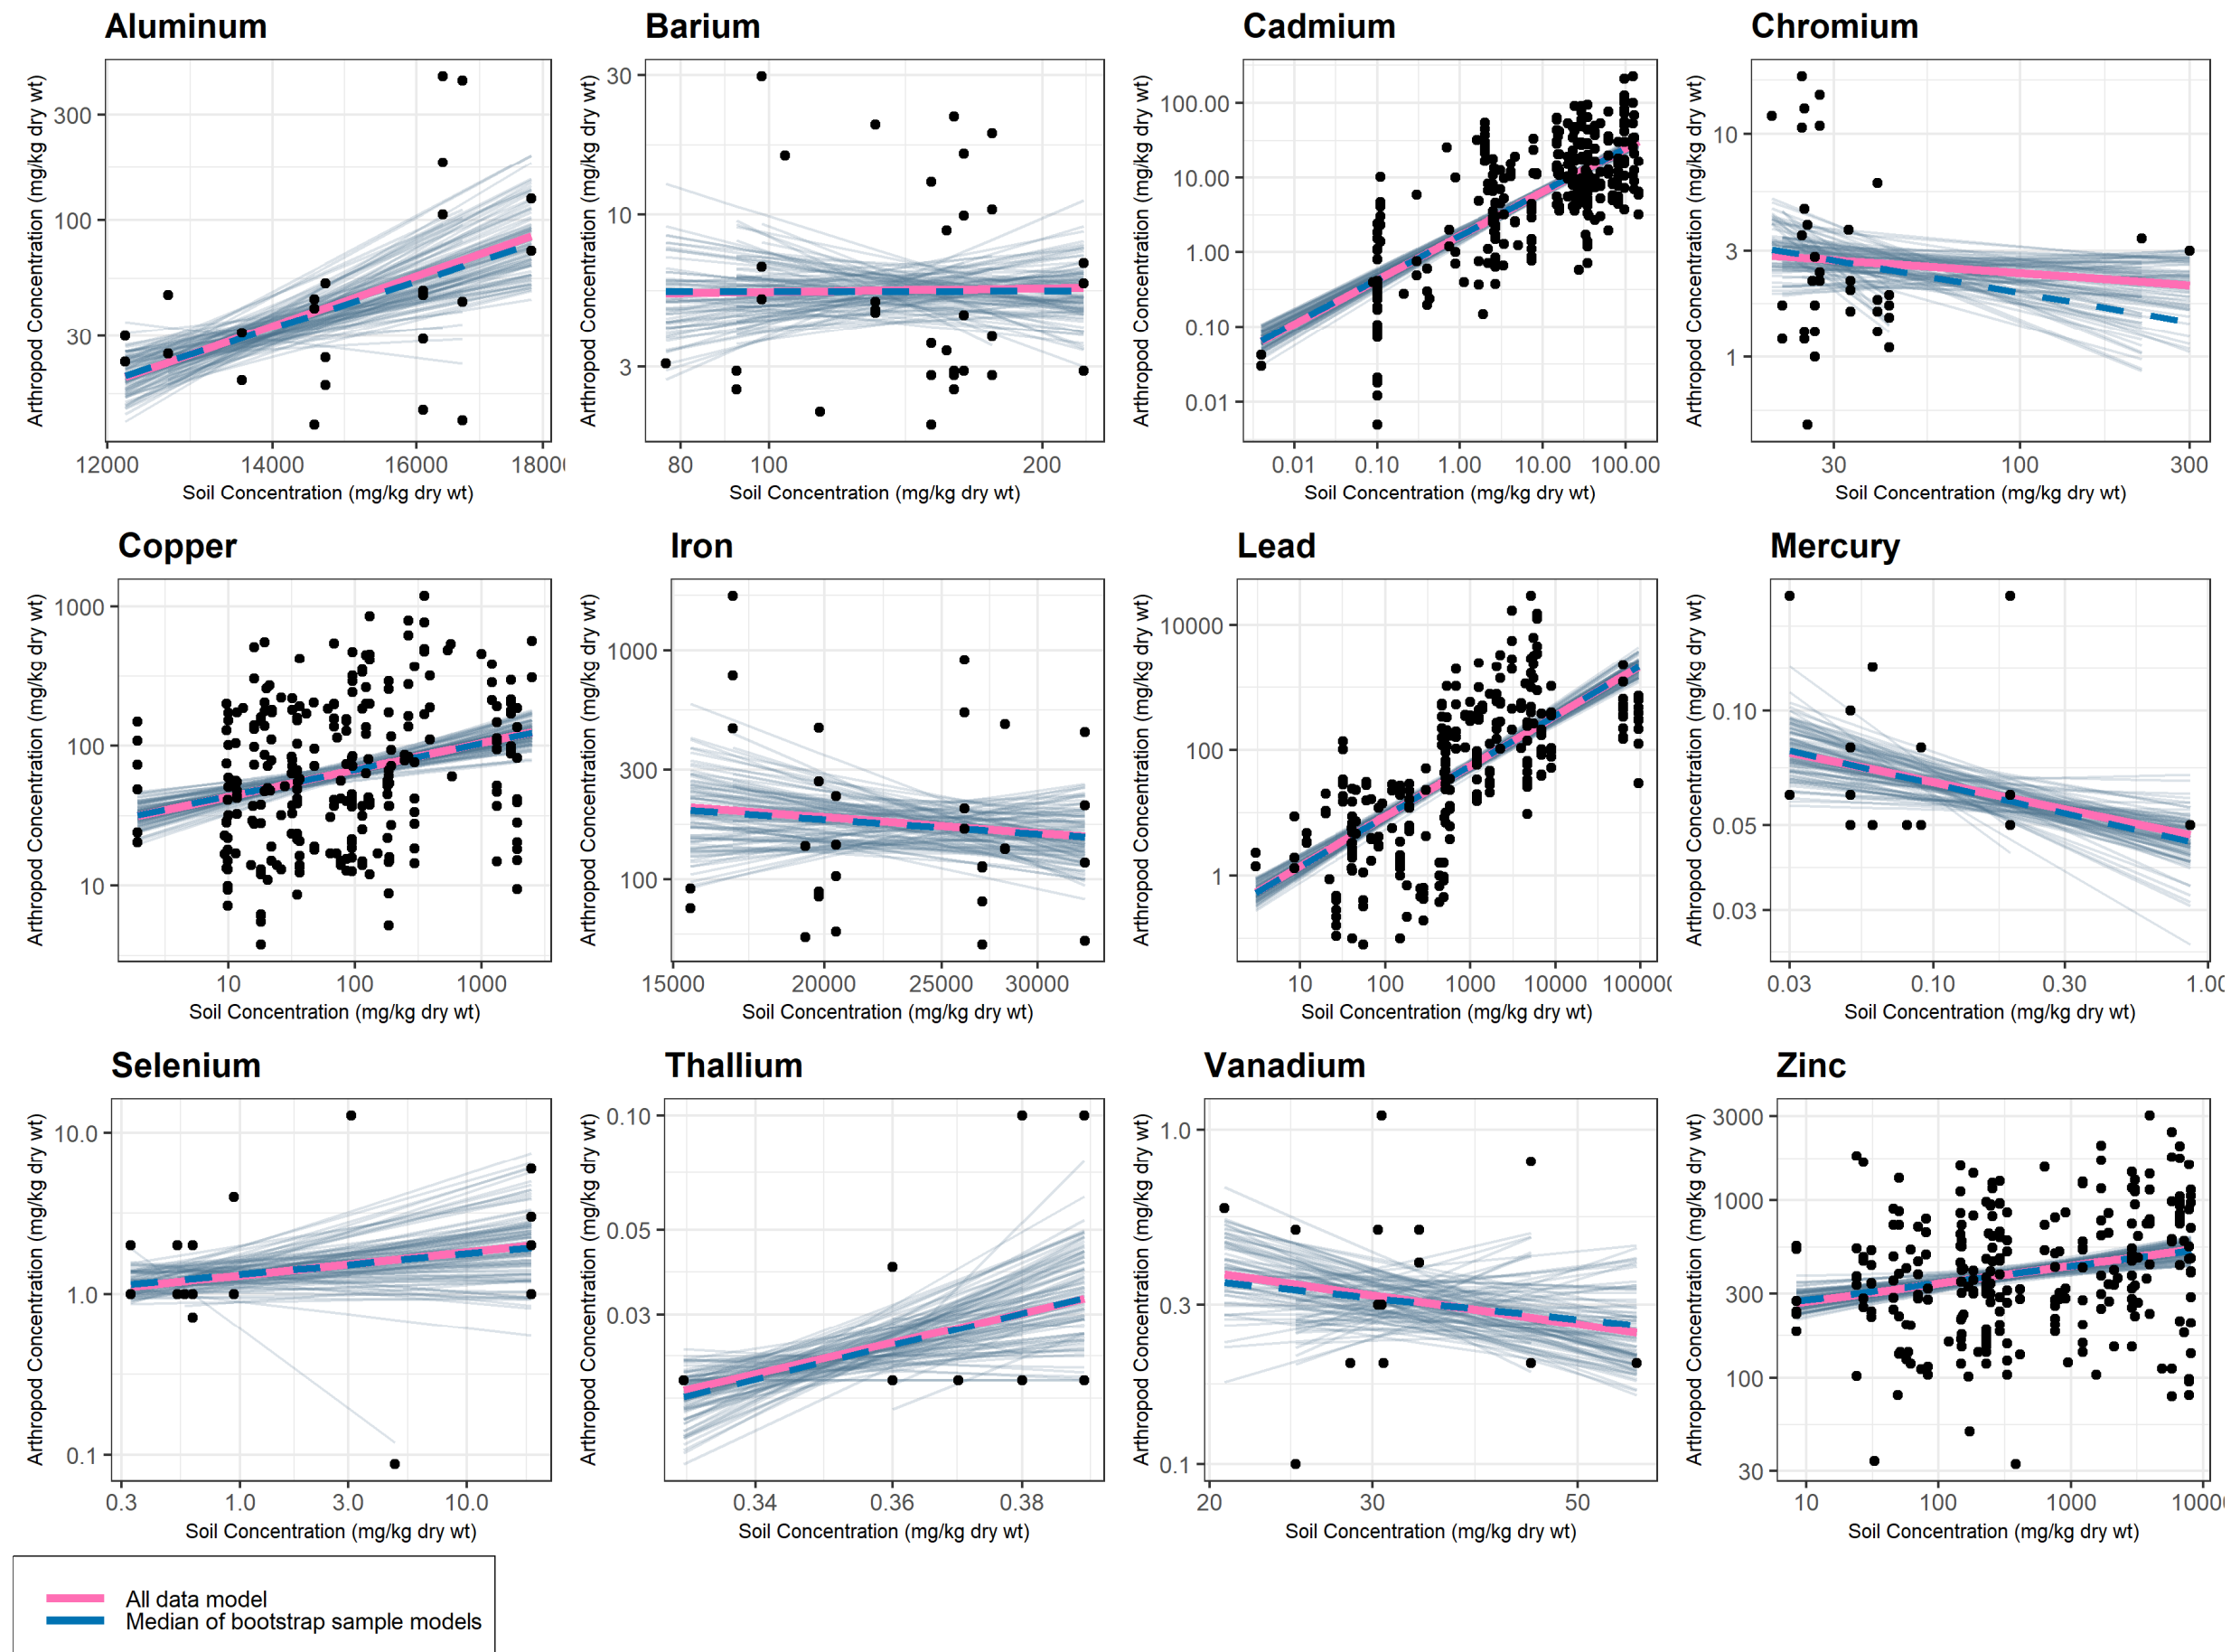 Aluminum
Arthropod Concentration (mg/kg dry wt)
300
100
30
12000 14000 16000 1800
Soil Concentration (mg/kg dry wt)
Barium
Arthropod Concentration (mg/kg dry wt)
30
10
3
80 100 200
Soil Concentration (mg/kg dry wt)
Cadmium
Arthropod Concentration (mg/kg dry wt)
100.00
10.00
1.00
0.10
0.01
0.01 0.10 1.00 10.00 100.00
Soil Concentration (mg/kg dry wt)
Chromium
Arthropod Concentration (mg/kg dry wt)
10
3
1
30 100 300
Soil Concentration (mg/kg dry wt)
Copper
Arthropod Concentration (mg/kg dry wt)
1000
100
10
10 100 1000
Soil Concentration (mg/kg dry wt)
Iron
Arthropod Concentration (mg/kg dry wt)
1000
300
100
15000 20000 25000 30000
Soil Concentration (mg/kg dry wt)
Lead
Arthropod Concentration (mg/kg dry wt)
10000
100
1
10 100 1000 10000 10000
Soil Concentration (mg/kg dry wt)
Mercury
Arthropod Concentration (mg/kg dry wt)
0.10
0.05
0.03
0.03 0.10 0.30 1.00
Soil Concentration (mg/kg dry wt)
Selenium
Arthropod Concentration (mg/kg dry wt)
10.0
1.0
0.1
0.3 1.0 3.0 10.0
Soil Concentration (mg/kg dry wt)
Thallium
Arthropod Concentration (mg/kg dry wt)
0.10
0.05
0.03
0.34 0.36 0.38
Soil Concentration (mg/kg dry wt)
Vanadium
Arthropod Concentration (mg/kg dry wt)
1.0
0.3
0.1
20 30 50
Soil Concentration (mg/kg dry wt)
Zinc
Arthropod Concentration (mg/kg dry wt)
3000
1000
300
100
30
10 100 1000 1000
Soil Concentration (mg/kg dry wt)
All data model
Median of bootstrap sample models